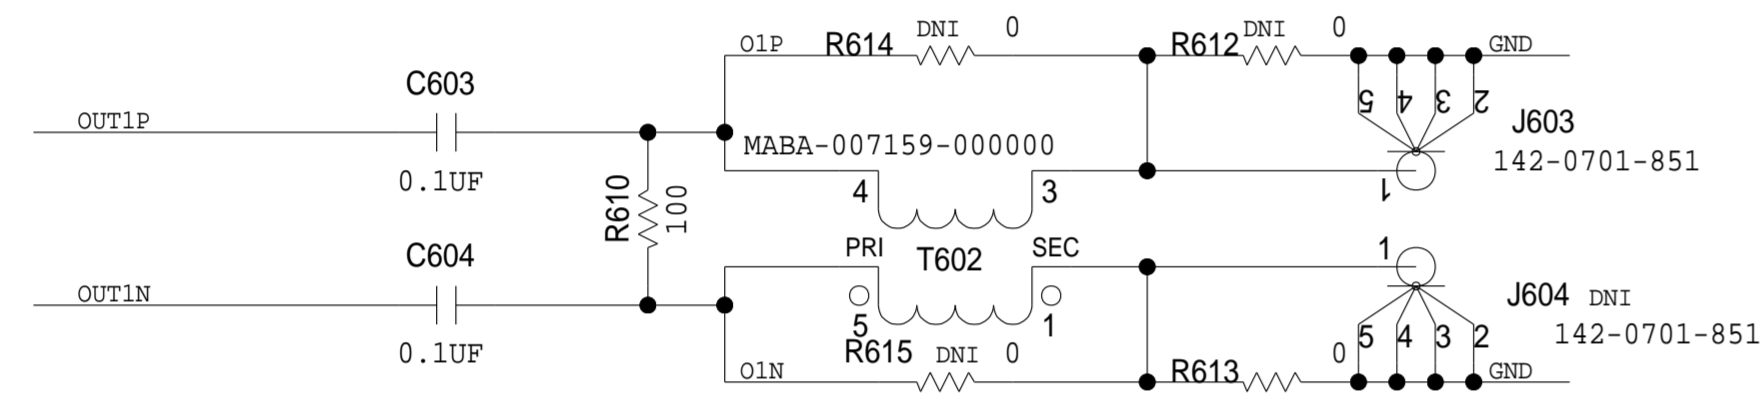 O1P R614 DNI 0 R612 DNI 0 GND
C603 5 4 3 2 J603
OUT1P MABA-007159-000000 142-0701-851
0.1UF R610 100 4 3 1
C604 PRI T602 SEC 1
OUT1N J604 DNI
5 1 5 4 3 2 142-0701-851
0.1UF R615 DNI 0 0
O1N R613 GND